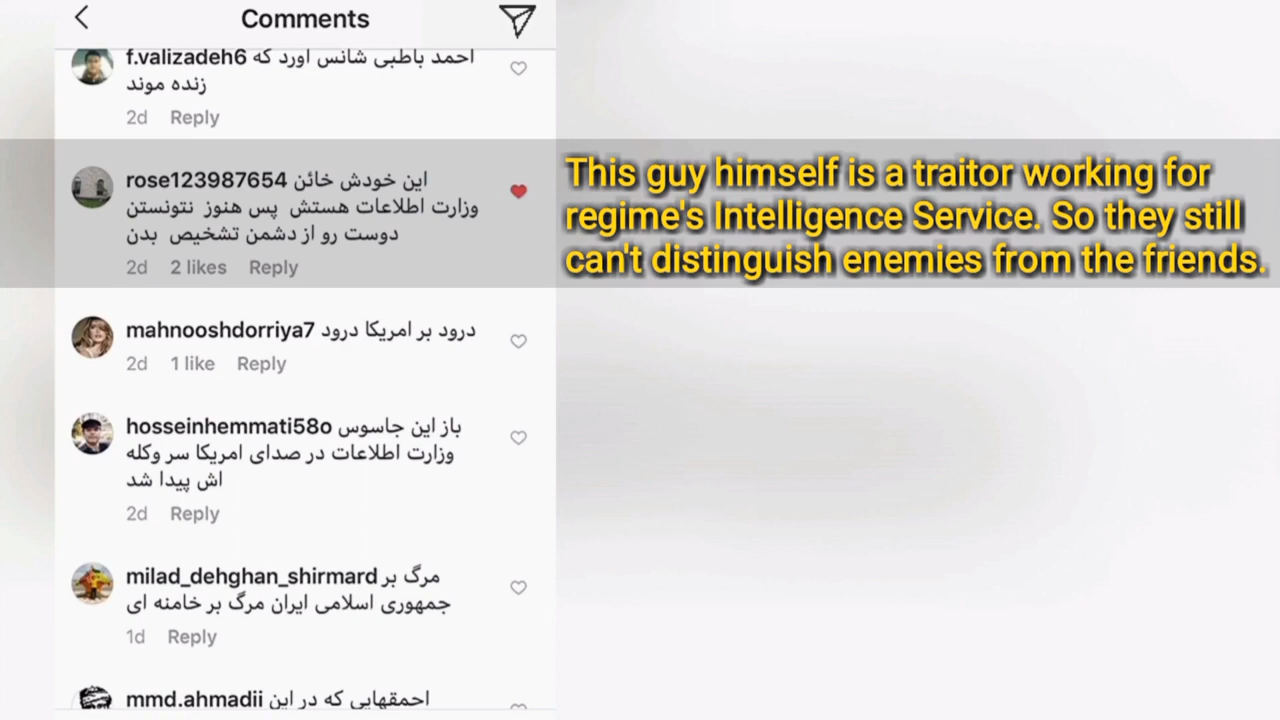 Comments
f.valizadeh6 احمد باطبی شانس اورد که
زنده موند
2d Reply
rose123987654 این خودش خائن
وزارت اطلاعات هستش پس هنوز نتونستن
دوست رو از دشمن تشخیص بدن
2d 2 likes Reply
This guy himself is a traitor working for
regime's Intelligence Service. So they still
can't distinguish enemies from the friends.
mahnooshdorriya7 درود بر امریکا درود
2d 1 like Reply
hosseinhemmati58o باز این جاسوس
وزارت اطلاعات در صدای امریکا سر وکله
اش پیدا شد
2d Reply
milad_dehghan_shirmard مرگ بر
جمهوری اسلامی ایران مرگ بر خامنه ای
1d Reply
mmd.ahmadii احمقهایی که در این